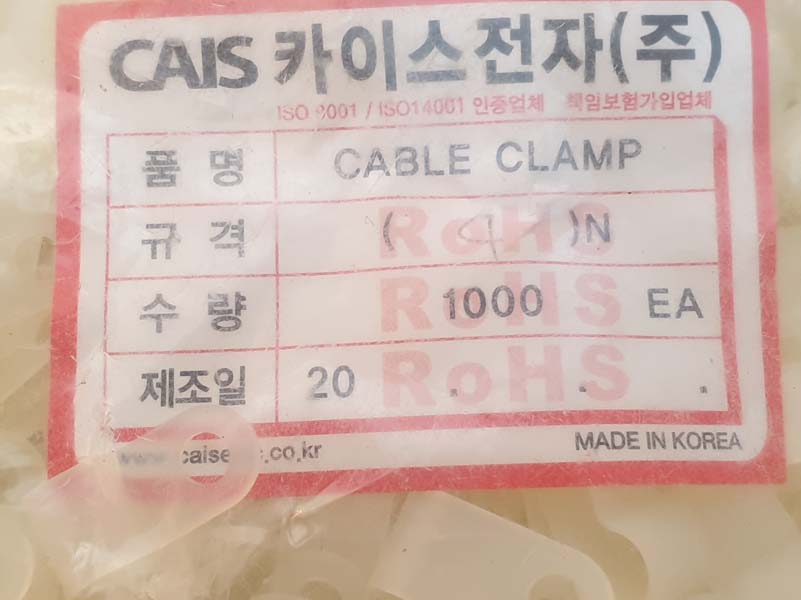 CAIS 카이스전자(주)
ISO 9001 / ISO14001 인증업체 책임보험가입업체
품 명 CABLE CLAMP
규 격 ( 4 )N
RoHS
수 량 1000 EA
RoHS
제조일 20 . . .
RoHS
.co.kr
MADE IN KOREA